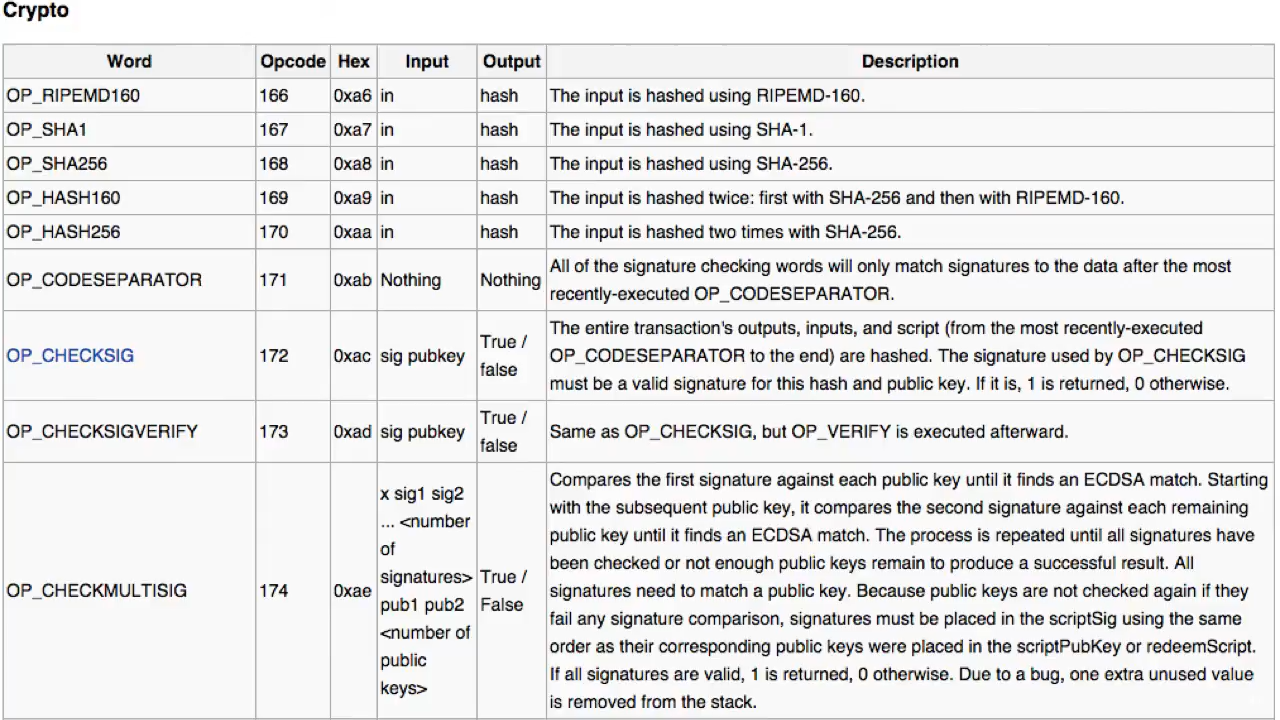 Crypto
Word Opcode Hex Input Output Description
OP_RIPEMD160 166 0xa6 in hash The input is hashed using RIPEMD-160.
OP_SHA1 167 0xa7 in hash The input is hashed using SHA-1.
OP_SHA256 168 0xa8 in hash The input is hashed using SHA-256.
OP_HASH160 169 0xa9 in hash The input is hashed twice: first with SHA-256 and then with RIPEMD-160.
OP_HASH256 170 0xaa in hash The input is hashed two times with SHA-256.
OP_CODESEPARATOR 171 0xab Nothing Nothing
All of the signature checking words will only match signatures to the data after the most
recently-executed OP_CODESEPARATOR.
OP_CHECKSIG 172 0xac sig pubkey
True /
false
The entire transaction's outputs, inputs, and script (from the most recently-executed
OP_CODESEPARATOR to the end) are hashed. The signature used by OP_CHECKSIG
must be a valid signature for this hash and public key. If it is, 1 is returned, 0 otherwise.
OP_CHECKSIGVERIFY 173 0xad sig pubkey
True /
false
Same as OP_CHECKSIG, but OP_VERIFY is executed afterward.
OP_CHECKMULTISIG 174 0xae
x sig1 sig2
... <number
of
signatures>
pub1 pub2
<number of
public
keys>
True /
False
Compares the first signature against each public key until it finds an ECDSA match. Starting
with the subsequent public key, it compares the second signature against each remaining
public key until it finds an ECDSA match. The process is repeated until all signatures have
been checked or not enough public keys remain to produce a successful result. All
signatures need to match a public key. Because public keys are not checked again if they
fail any signature comparison, signatures must be placed in the scriptSig using the same
order as their corresponding public keys were placed in the scriptPubKey or redeemScript.
If all signatures are valid, 1 is returned, 0 otherwise. Due to a bug, one extra unused value
is removed from the stack.